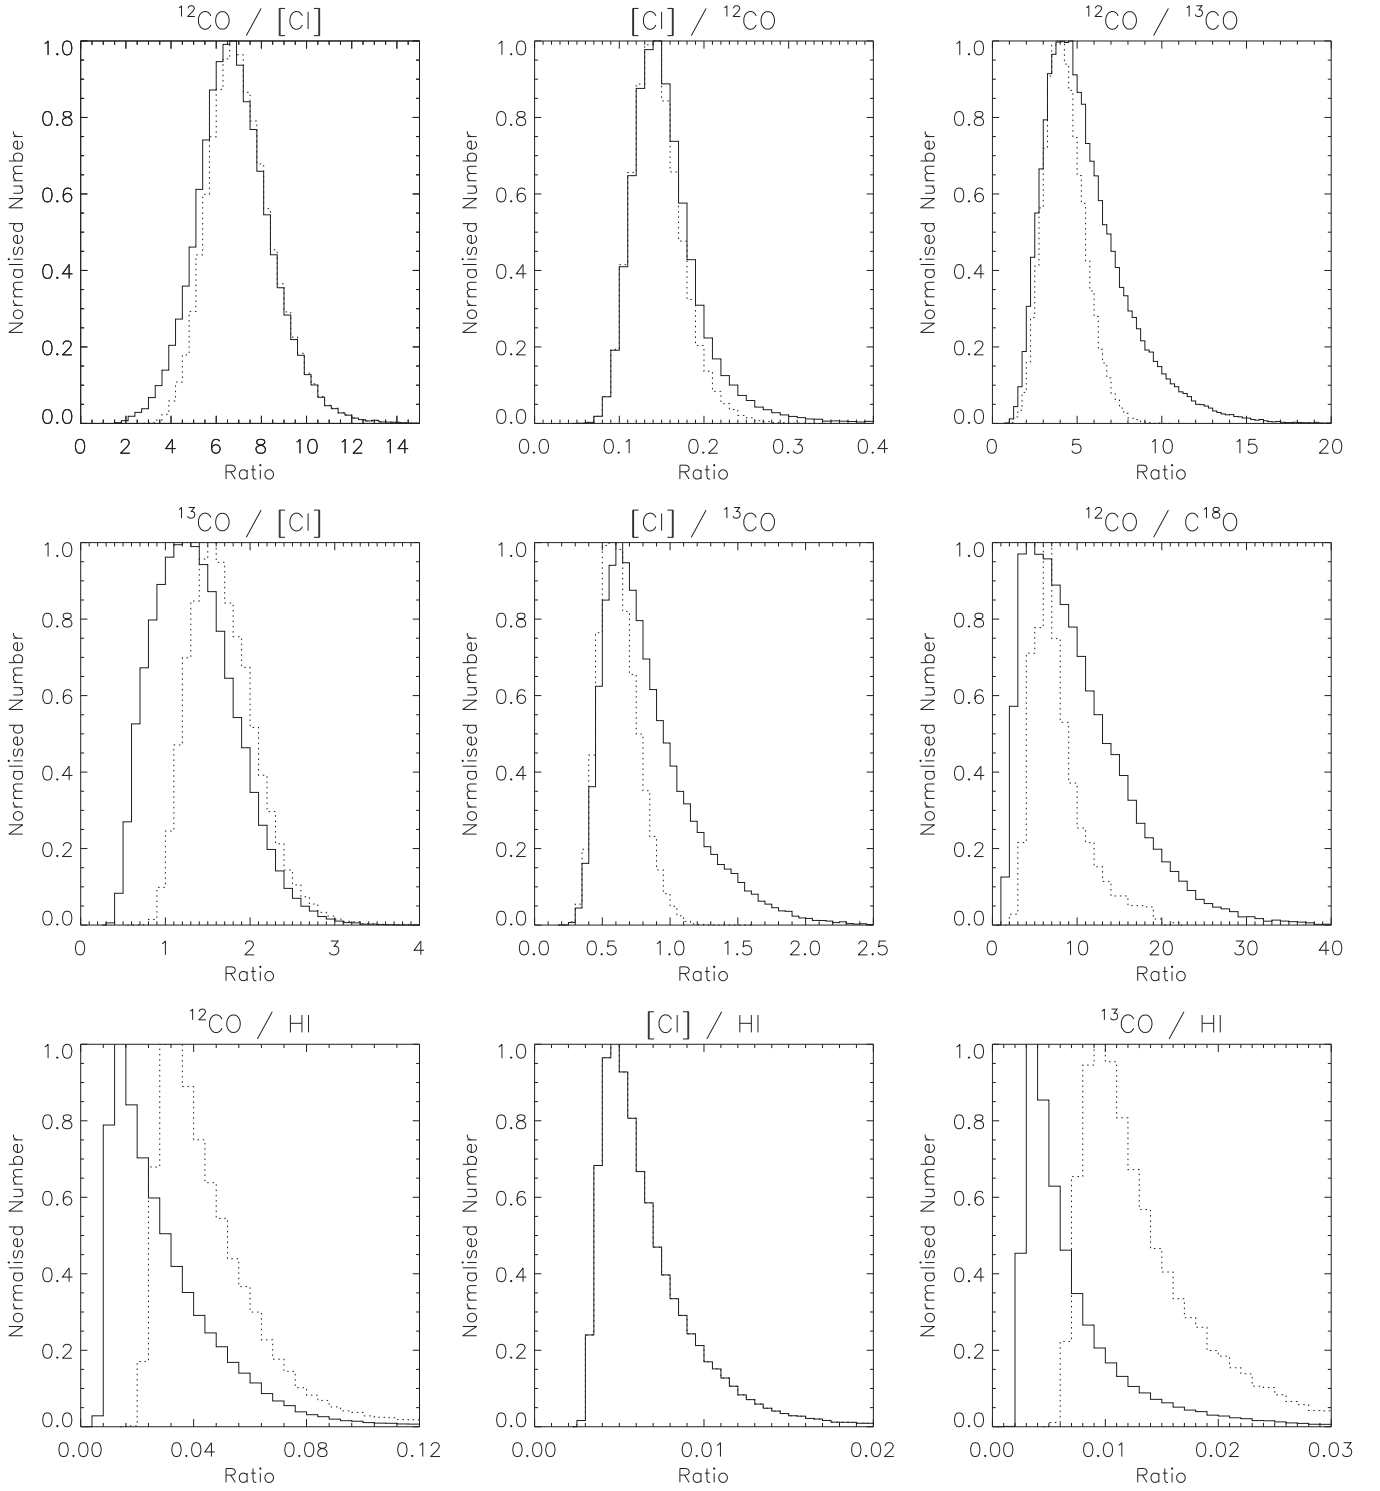 ¹²CO / [CI]
Normalised Number
1.0
0.8
0.6
0.4
0.2
0.0
0 2 4 6 8 10 12 14
Ratio
[CI] / ¹²CO
Normalised Number
1.0
0.8
0.6
0.4
0.2
0.0
0.0 0.1 0.2 0.3 0.4
Ratio
¹²CO / ¹³CO
Normalised Number
1.0
0.8
0.6
0.4
0.2
0.0
0 5 10 15 20
Ratio
¹³CO / [CI]
Normalised Number
1.0
0.8
0.6
0.4
0.2
0.0
0 1 2 3 4
Ratio
[CI] / ¹³CO
Normalised Number
1.0
0.8
0.6
0.4
0.2
0.0
0.0 0.5 1.0 1.5 2.0 2.5
Ratio
¹²CO / C¹⁸O
Normalised Number
1.0
0.8
0.6
0.4
0.2
0.0
0 10 20 30 40
Ratio
¹²CO / HI
Normalised Number
1.0
0.8
0.6
0.4
0.2
0.0
0.00 0.04 0.08 0.12
Ratio
[CI] / HI
Normalised Number
1.0
0.8
0.6
0.4
0.2
0.0
0.00 0.01 0.02
Ratio
¹³CO / HI
Normalised Number
1.0
0.8
0.6
0.4
0.2
0.0
0.00 0.01 0.02 0.03
Ratio